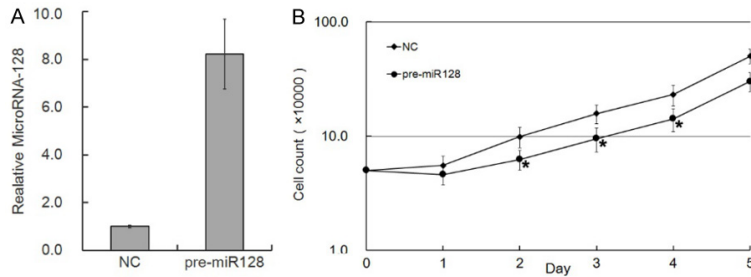 A
Realative MicroRNA-128
10.0
8.0
6.0
4.0
2.0
0.0
NC
pre-miR128
B
Cell count ( ×10000)
100.0
10.0
1.0
NC
pre-miR128
*
*
*
0 1 2 3 4 5
Day